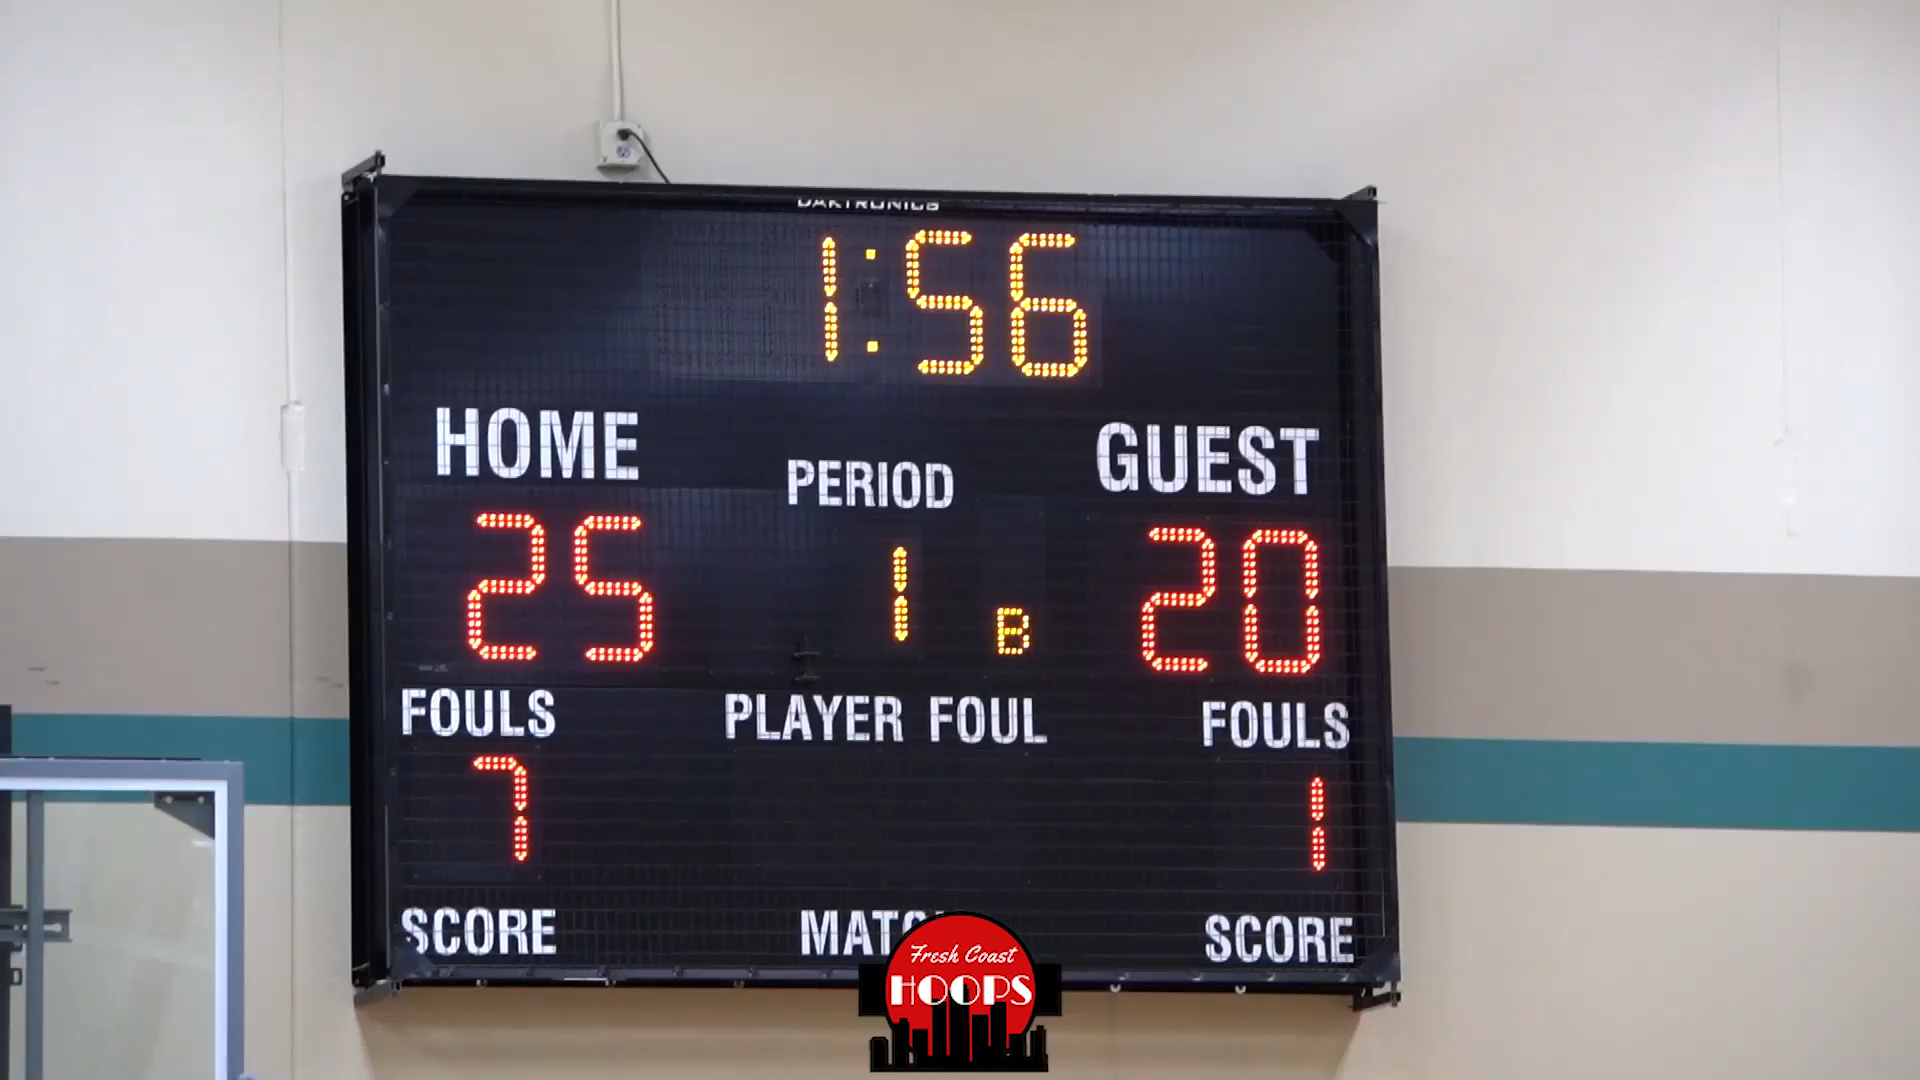 DAKTRONICS
1:56
HOME
PERIOD
GUEST
25
1
B
20
FOULS
PLAYER FOUL
FOULS
7
1
SCORE
SCORE
Fresh Coast
HOOPS